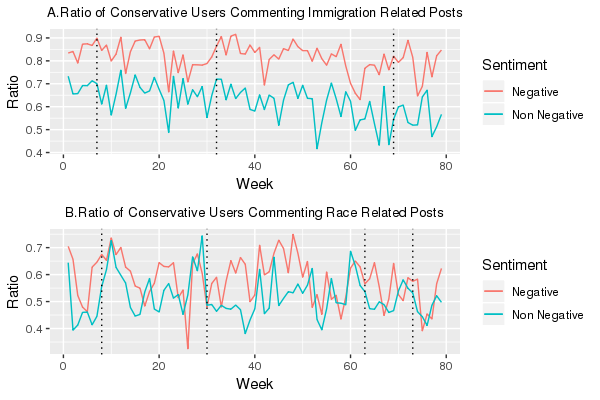 A.Ratio of Conservative Users Commenting Immigration Related Posts
0.9
0.8
0.7
0.6
0.5
0.4
Ratio
0 20 40 60 80
Week
Sentiment
Negative
Non Negative
B.Ratio of Conservative Users Commenting Race Related Posts
0.7
0.6
0.5
0.4
Ratio
0 20 40 60 80
Week
Sentiment
Negative
Non Negative